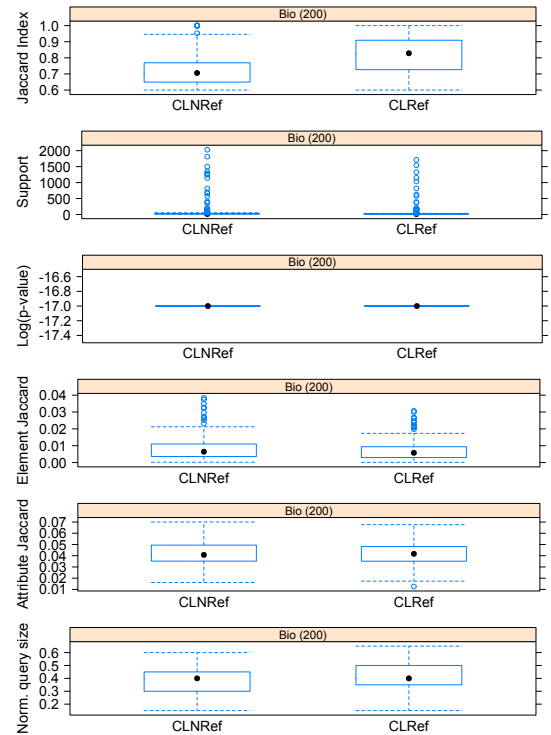 Bio (200)
Jaccard Index
1.0
0.9
0.8
0.7
0.6
CLNRef CLRef
Bio (200)
Support
2000
1500
1000
500
0
CLNRef CLRef
Bio (200)
Log(p-value)
-16.6
-16.8
-17.0
-17.2
-17.4
CLNRef CLRef
Bio (200)
Element Jaccard
0.04
0.03
0.02
0.01
0.00
CLNRef CLRef
Bio (200)
Attribute Jaccard
0.07
0.06
0.05
0.04
0.03
0.02
0.01
CLNRef CLRef
Bio (200)
Norm. query size
0.6
0.5
0.4
0.3
0.2
CLNRef CLRef